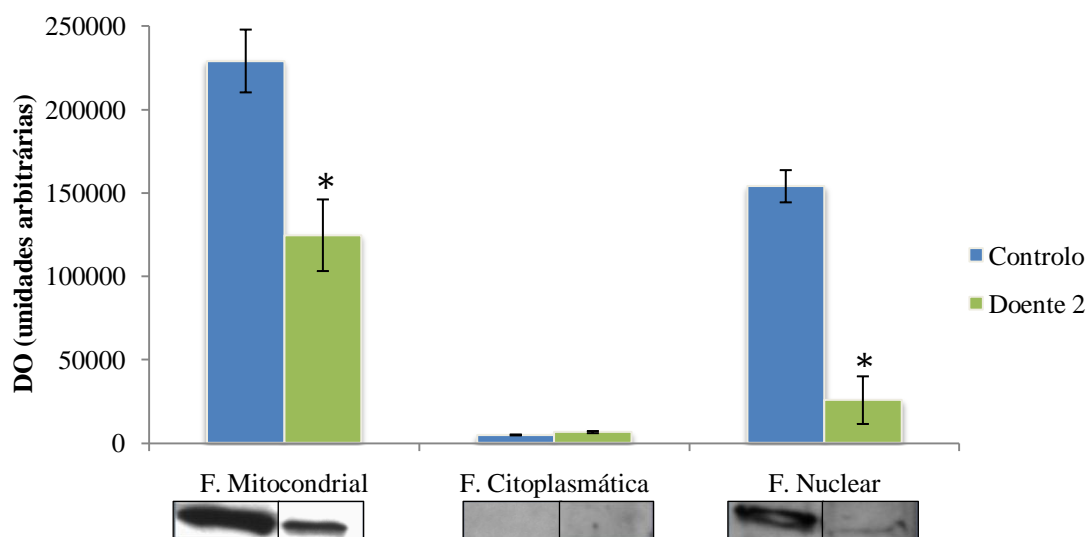 DO (unidades arbitrárias)
250000
200000
150000
100000
50000
0
*
*
Controlo
Doente 2
F. Mitocondrial
F. Citoplasmática
F. Nuclear